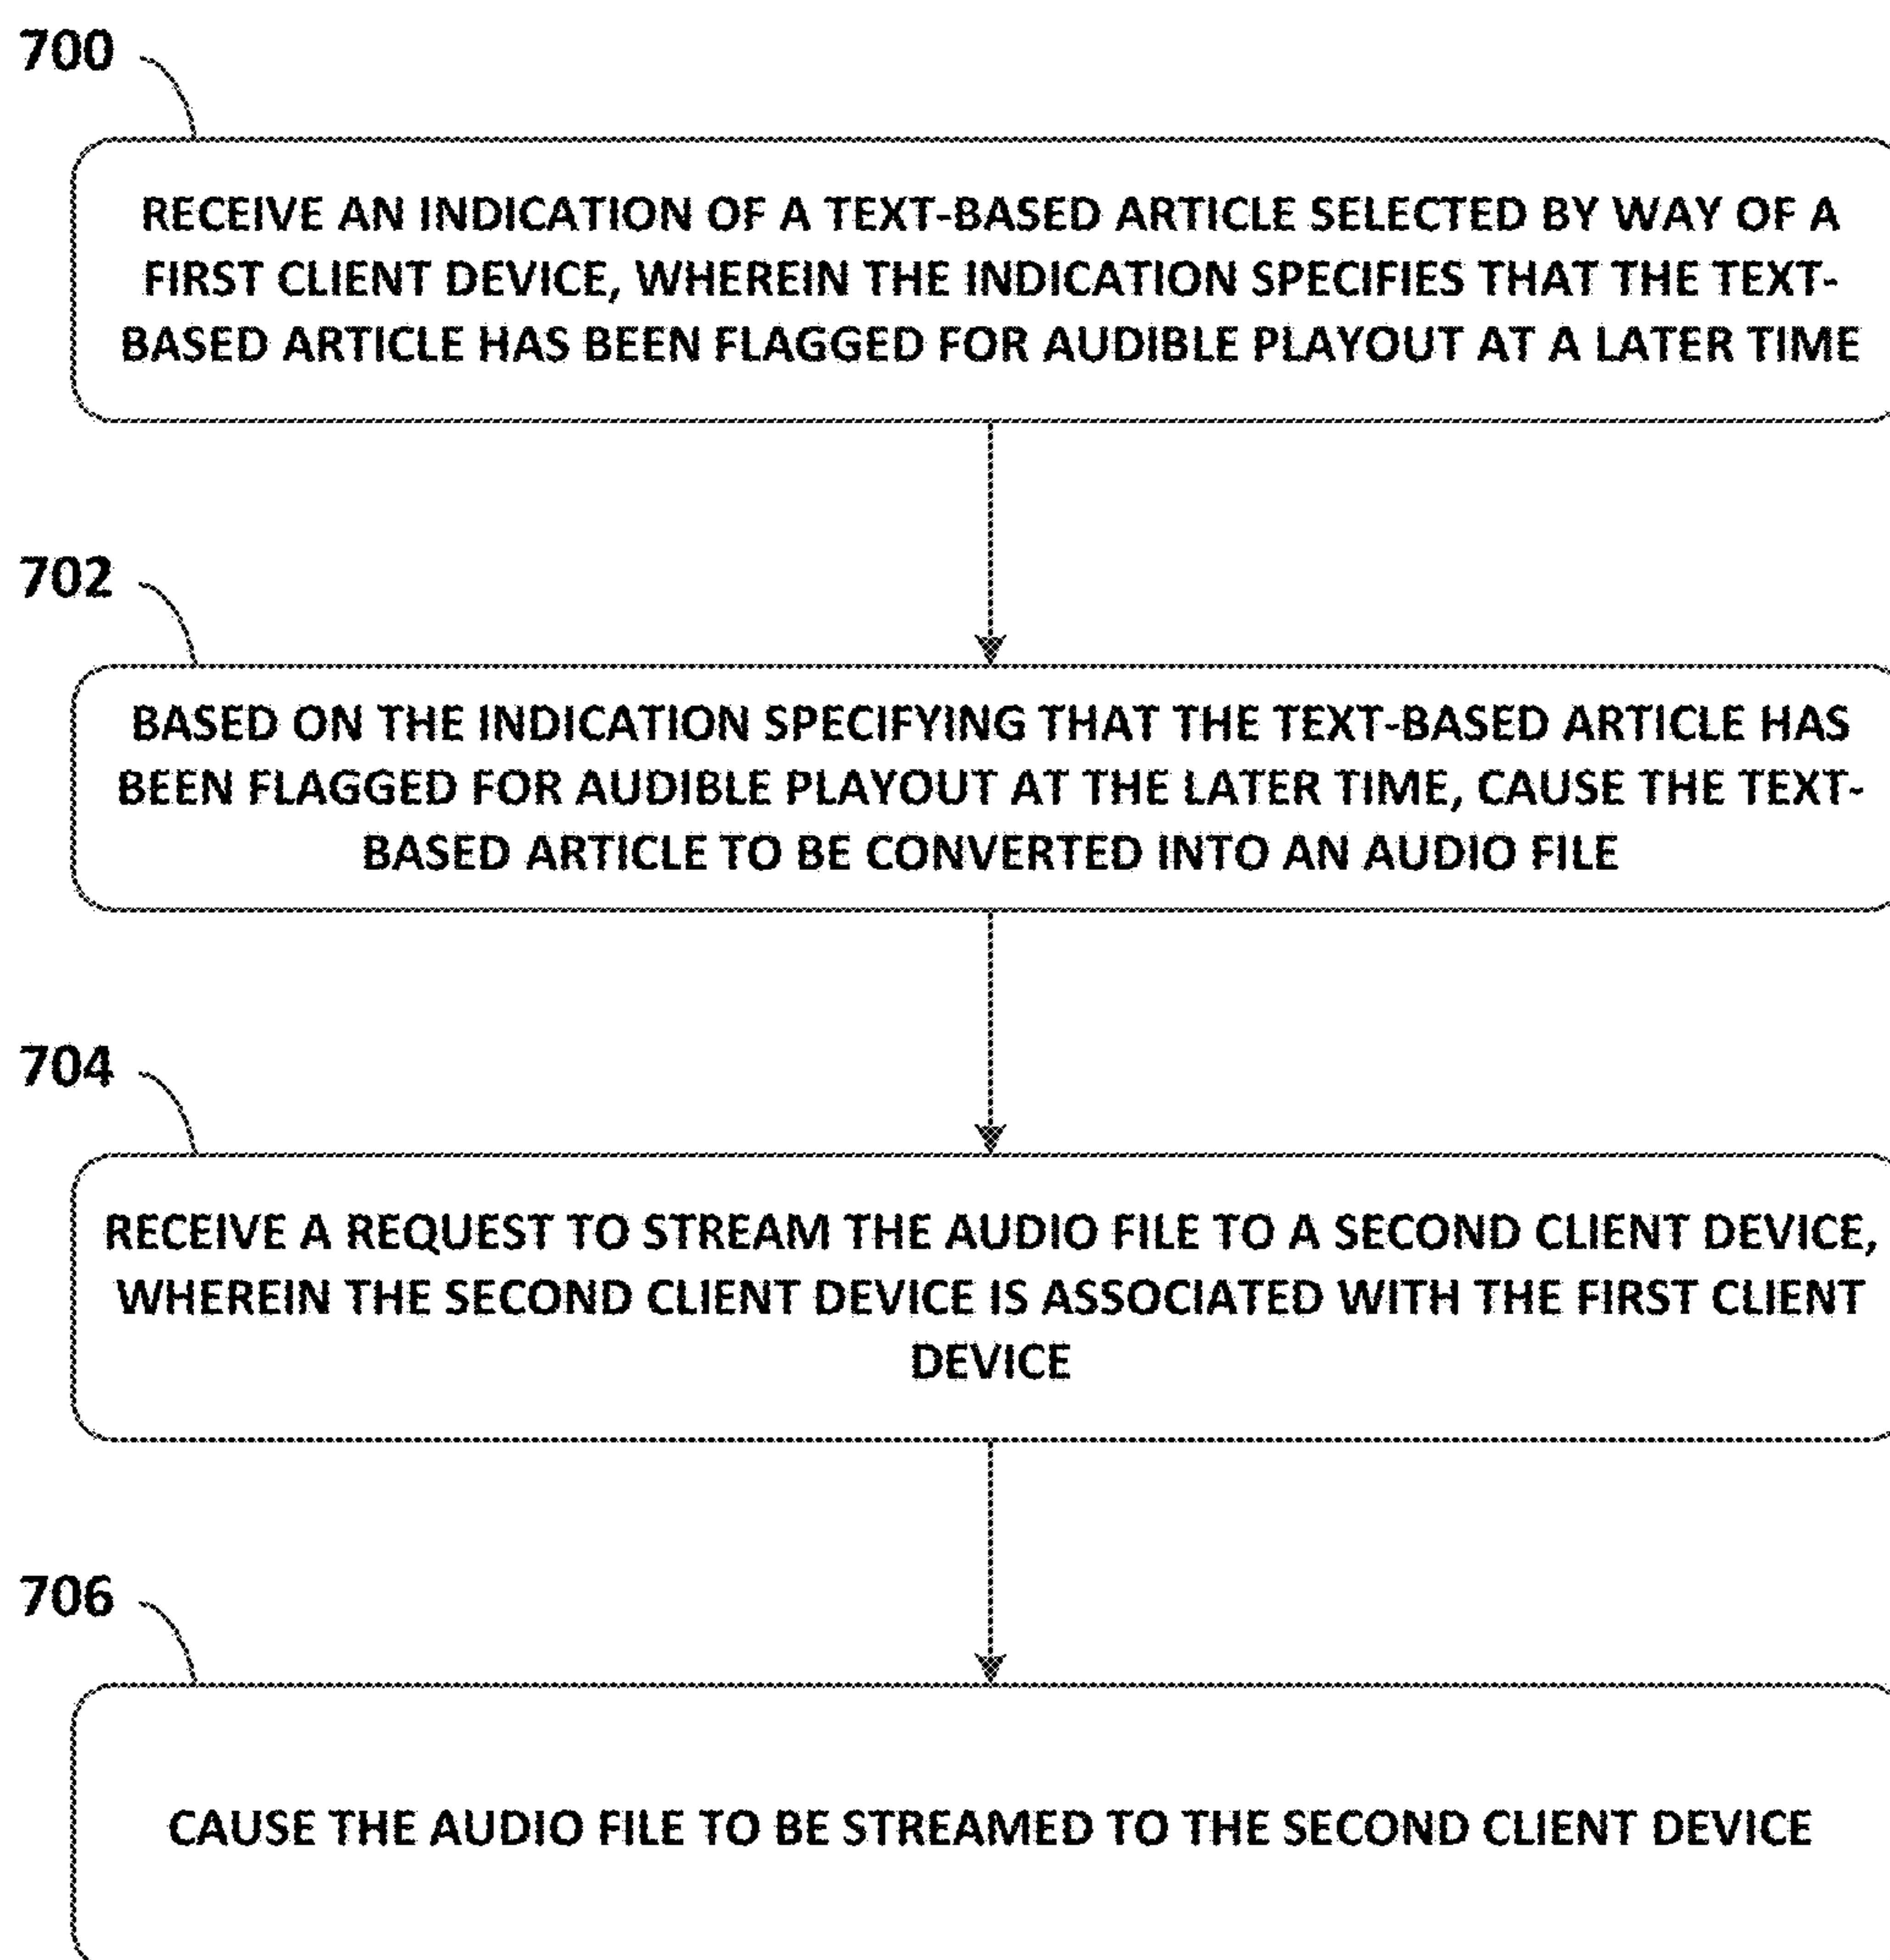 700
RECEIVE AN INDICATION OF A TEXT-BASED ARTICLE SELECTED BY WAY OF A
FIRST CLIENT DEVICE, WHEREIN THE INDICATION SPECIFIES THAT THE TEXT-
BASED ARTICLE HAS BEEN FLAGGED FOR AUDIBLE PLAYOUT AT A LATER TIME
702
BASED ON THE INDICATION SPECIFYING THAT THE TEXT-BASED ARTICLE HAS
BEEN FLAGGED FOR AUDIBLE PLAYOUT AT THE LATER TIME, CAUSE THE TEXT-
BASED ARTICLE TO BE CONVERTED INTO AN AUDIO FILE
704
RECEIVE A REQUEST TO STREAM THE AUDIO FILE TO A SECOND CLIENT DEVICE,
WHEREIN THE SECOND CLIENT DEVICE IS ASSOCIATED WITH THE FIRST CLIENT
DEVICE
706
CAUSE THE AUDIO FILE TO BE STREAMED TO THE SECOND CLIENT DEVICE